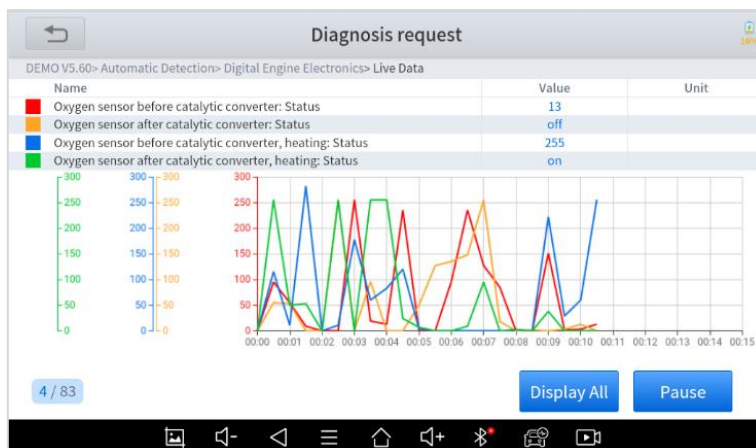 Diagnosis request
16%
DEMO V5.60> Automatic Detection> Digital Engine Electronics> Live Data
Name Value Unit
Oxygen sensor before catalytic converter: Status 13
Oxygen sensor after catalytic converter: Status off
Oxygen sensor before catalytic converter, heating: Status 255
Oxygen sensor after catalytic converter, heating: Status on
300 300 300 300
250 250 250 250
200 200 200 200
150 150 150 150
100 100 100 100
50 50 50 50
0 0 0 0
00:00 00:01 00:02 00:03 00:04 00:05 00:06 00:07 00:08 00:09 00:10 00:11 00:12 00:13 00:14 00:15
4 / 83
Display All Pause